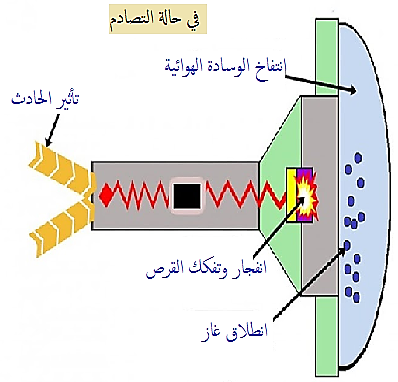 في حالة التصادم
انتفاخ الوسادة الهوائية
تأثير الحادث
انفجار وتفكك القرص
انطلاق غاز